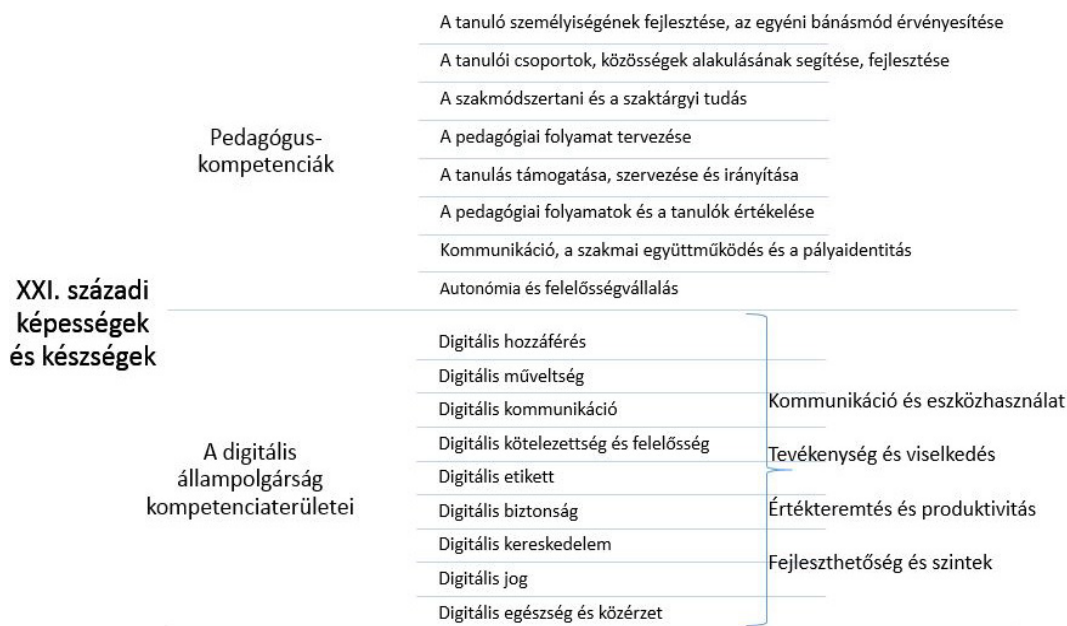 A tanuló személyiségének fejlesztése, az egyéni bánásmód érvényesítése
A tanulói csoportok, közösségek alakulásának segítése, fejlesztése
A szakmódszertani és a szaktárgyi tudás
A pedagógiai folyamat tervezése
A tanulás támogatása, szervezése és irányítása
A pedagógiai folyamatok és a tanulók értékelése
Kommunikáció, a szakmai együttműködés és a pályaidentitás
Autonómia és felelősségvállalás
Pedagógus-
kompetenciák
XXI. századi
képességek
és készségek
A digitális
állampolgárság
kompetenciaterületei
Digitális hozzáférés
Digitális műveltség
Digitális kommunikáció
Digitális kötelezettség és felelősség
Digitális etikett
Digitális biztonság
Digitális kereskedelem
Digitális jog
Digitális egészség és közérzet
Kommunikáció és eszközhasználat
Tevékenység és viselkedés
Értékteremtés és produktivitás
Fejleszthetőség és szintek